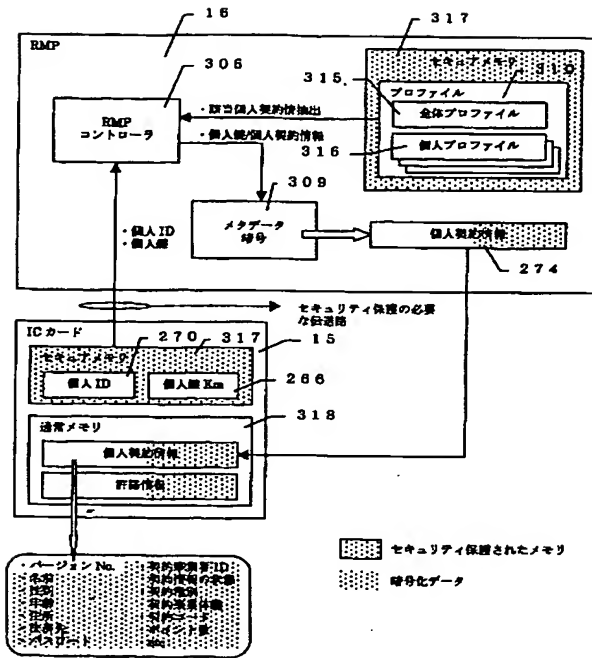 16
317
RMP
306
セキュアメモリ
310
315
プロファイル
全体プロファイル
・該当個人契約情抽出
RMP
コントローラ
・個人鍵/個人契約情報
316
個人プロファイル
309
メタデータ
暗号
個人契約情報
・個人ID
・個人鍵
274
セキュリティ保護の必要
な伝送路
ICカード
270
317
15
セキュアメモリ
個人ID
個人鍵Km
266
318
通常メモリ
個人契約情報
許諾情報
セキュリティ保護されたメモリ
暗号化データ
・バージョンNo.
・名前
・性別
・年齢
・住所
・パスワード
契約事業者ID
契約情報の状態
契約種別
ポイント数